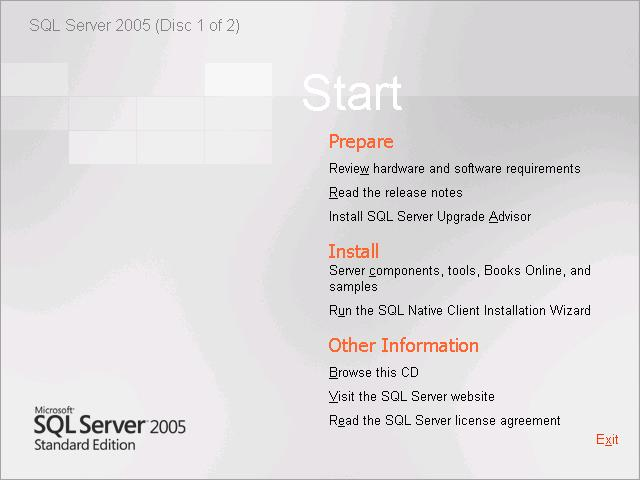 SQL Server 2005 (Disc 1 of 2)
Start
Prepare
Review hardware and software requirements
Read the release notes
Install SQL Server Upgrade Advisor
Install
Server components, tools, Books Online, and
samples
Run the SQL Native Client Installation Wizard
Other Information
Browse this CD
Visit the SQL Server website
Read the SQL Server license agreement
Exit
Microsoft
SQL Server 2005
Standard Edition